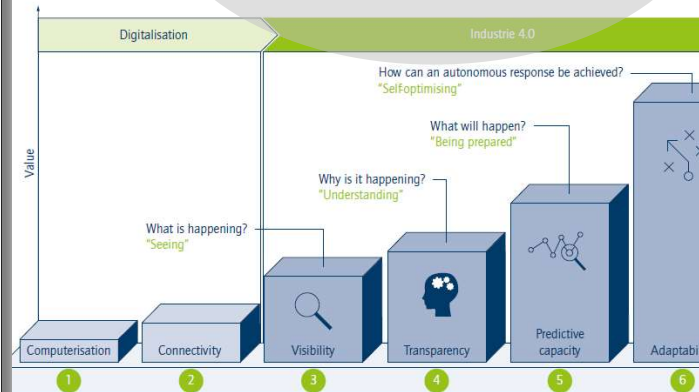 Digitalisation
Industrie 4.0
How can an autonomous response be achieved?
"Self-optimising"
What will happen?
"Being prepared"
Why is it happening?
"Understanding"
What is happening?
"Seeing"
Value
Computerisation
Connectivity
Visibility
Transparency
Predictive
capacity
Adaptabi
1
2
3
4
5
6